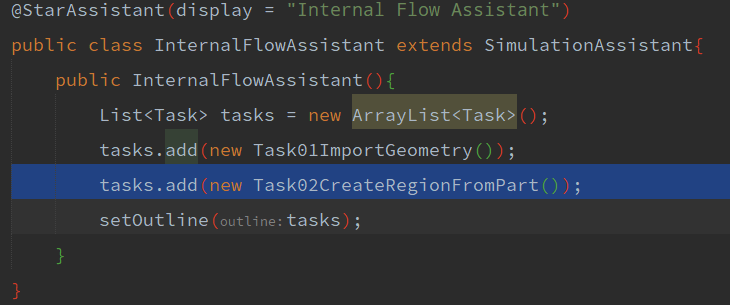 @StarAssistant(display = "Internal Flow Assistant")
public class InternalFlowAssistant extends SimulationAssistant{
public InternalFlowAssistant(){
List<Task> tasks = new ArrayList<Task>();
tasks.add(new Task01ImportGeometry());
tasks.add(new Task02CreateRegionFromPart());
setOutline(outline:tasks);
}
}